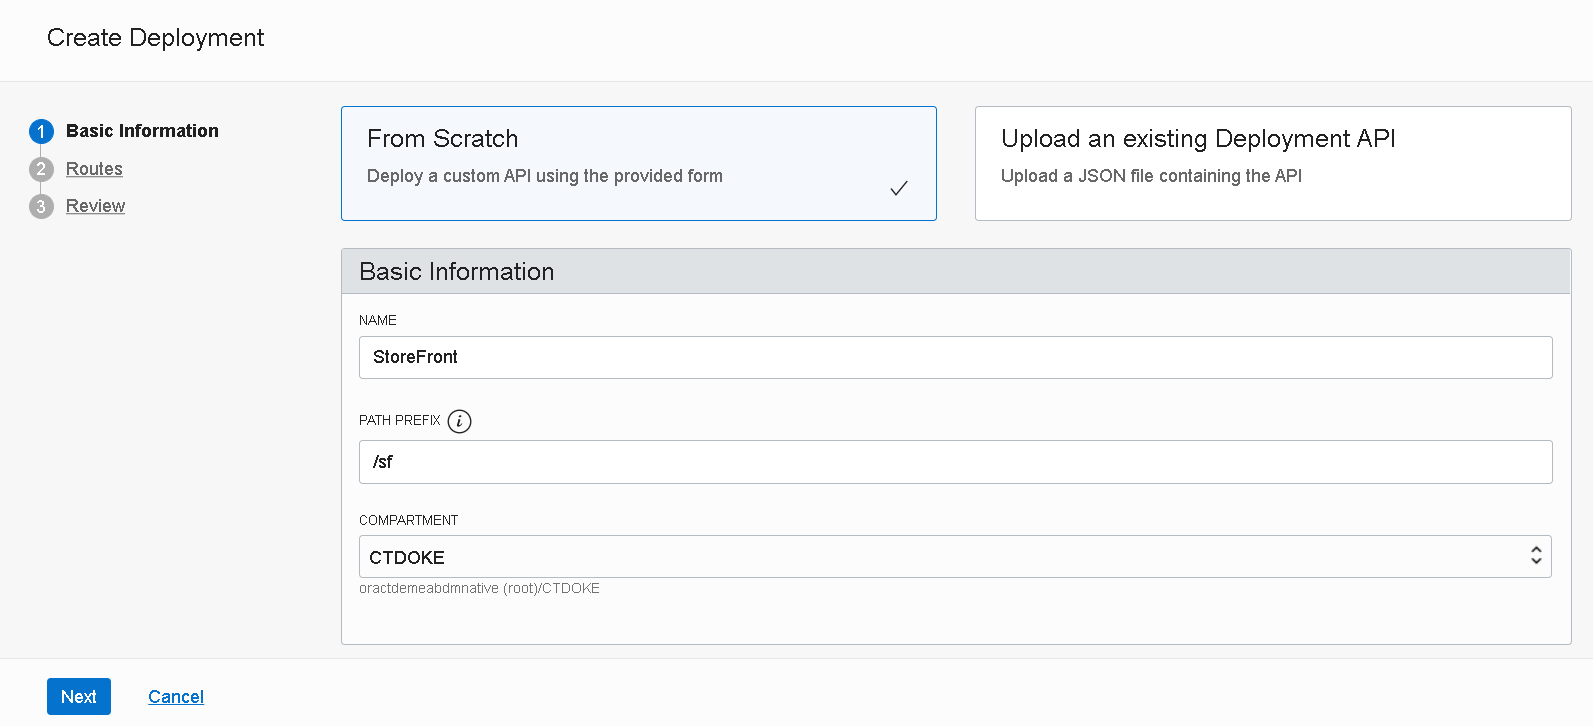 Create Deployment
1 Basic Information
2 Routes
3 Review
From Scratch
Deploy a custom API using the provided form
Upload an existing Deployment API
Upload a JSON file containing the API
Basic Information
NAME
StoreFront
PATH PREFIX i
/sf
COMPARTMENT
CTDOKE
oractdemeabdmnative (root)/CTDOKE
Next Cancel